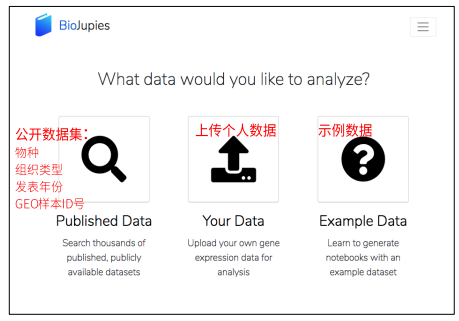 BioJupies
What data would you like to analyze?
公开数据集:
物种
组织类型
发表年份
GEO样本ID号
上传个人数据
示例数据
Published Data
Search thousands of
published, publicly
available datasets
Your Data
Upload your own gene
expression data for
analysis
Example Data
Learn to generate
notebooks with an
example dataset